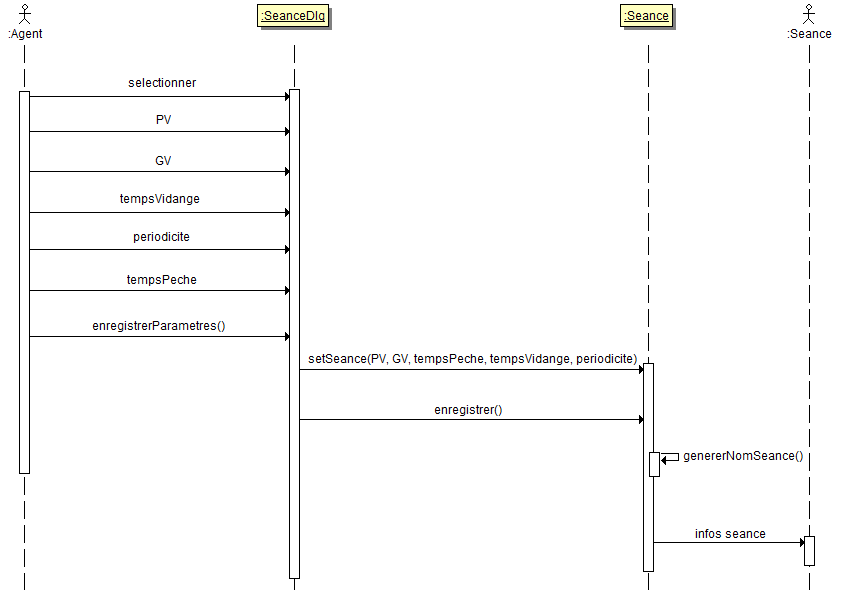 :Agent
:SeanceDlg
:Seance
:Seance
selectionner
PV
GV
tempsVidange
periodicite
tempsPeche
enregistrerParametres()
setSeance(PV, GV, tempsPeche, tempsVidange, periodicite)
enregistrer()
genererNomSeance()
infos seance